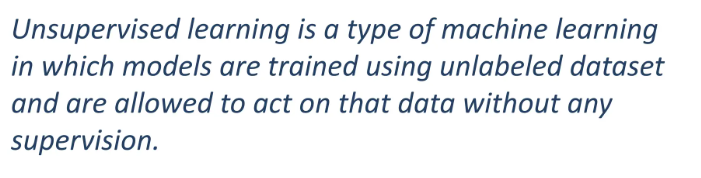 Unsupervised learning is a type of machine learning
in which models are trained using unlabeled dataset
and are allowed to act on that data without any
supervision.